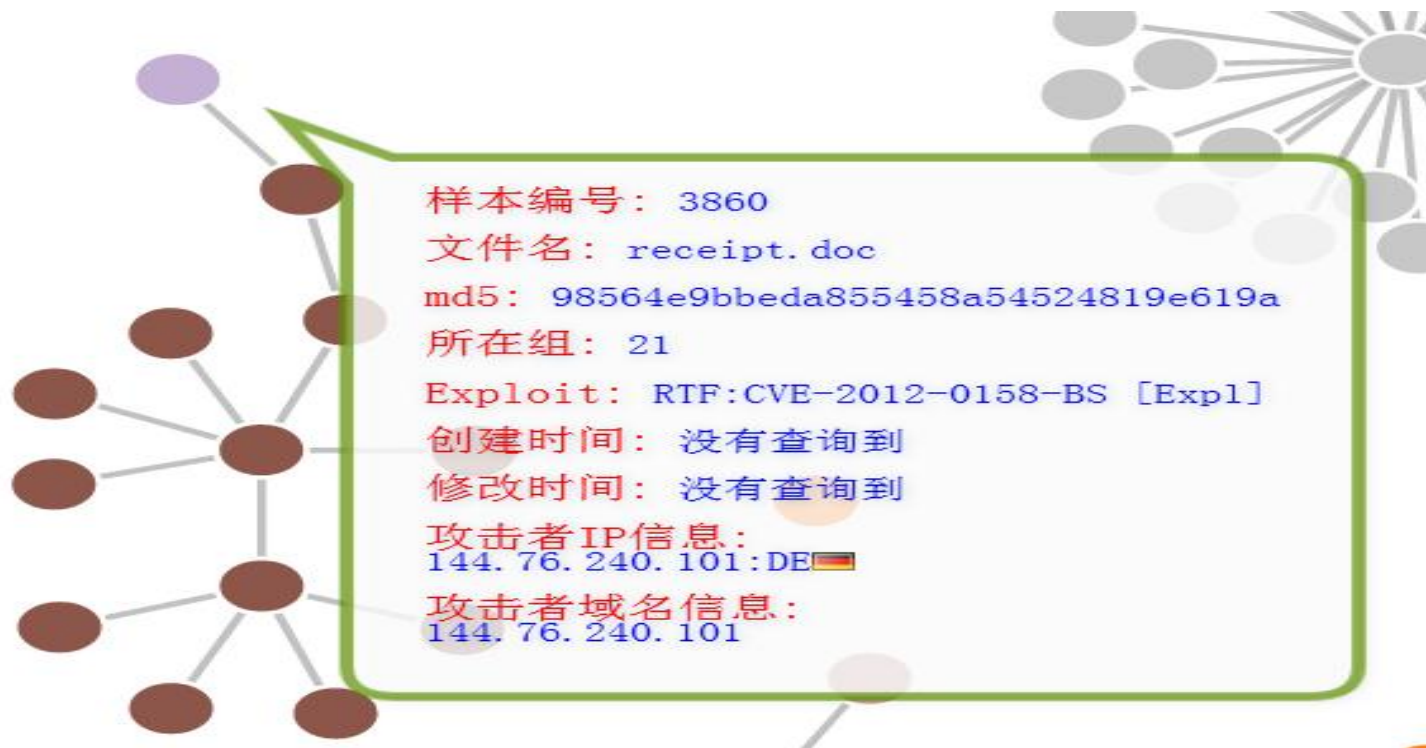 样本编号: 3860
文件名: receipt.doc
md5: 98564e9bbeda855458a54524819e619a
所在组: 21
Exploit: RTF:CVE-2012-0158-BS [Expl]
创建时间: 没有查询到
修改时间: 没有查询到
攻击者IP信息:
144.76.240.101:DE
攻击者域名信息:
144.76.240.101